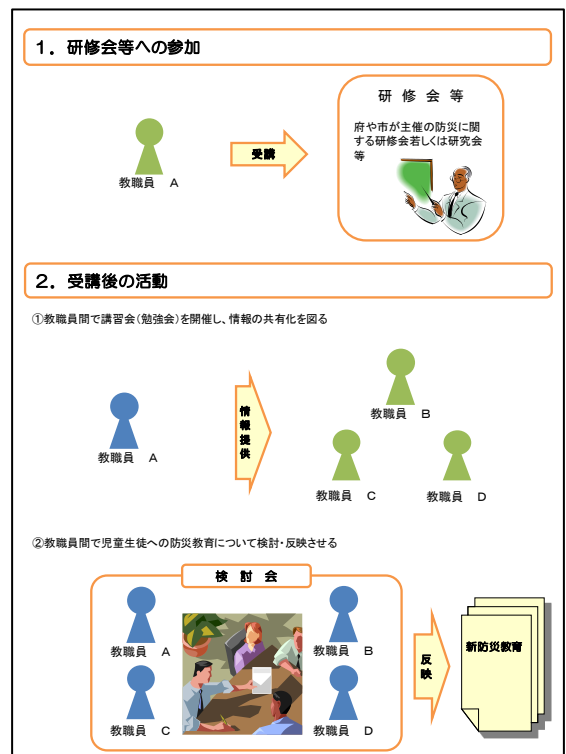 １．研修会等への参加
研 修 会 等
府や市が主催の防災に関
する研修会若しくは研究会
等
受講
教職員　A
２．受講後の活動
①教職員間で講習会（勉強会）を開催し、情報の共有化を図る
情報提供
教職員　B
教職員　A
教職員　C
教職員　D
②教職員間で児童生徒への防災教育について検討・反映させる
検 討 会
教職員　A
教職員　B
教職員　C
教職員　D
反映
新防災教育